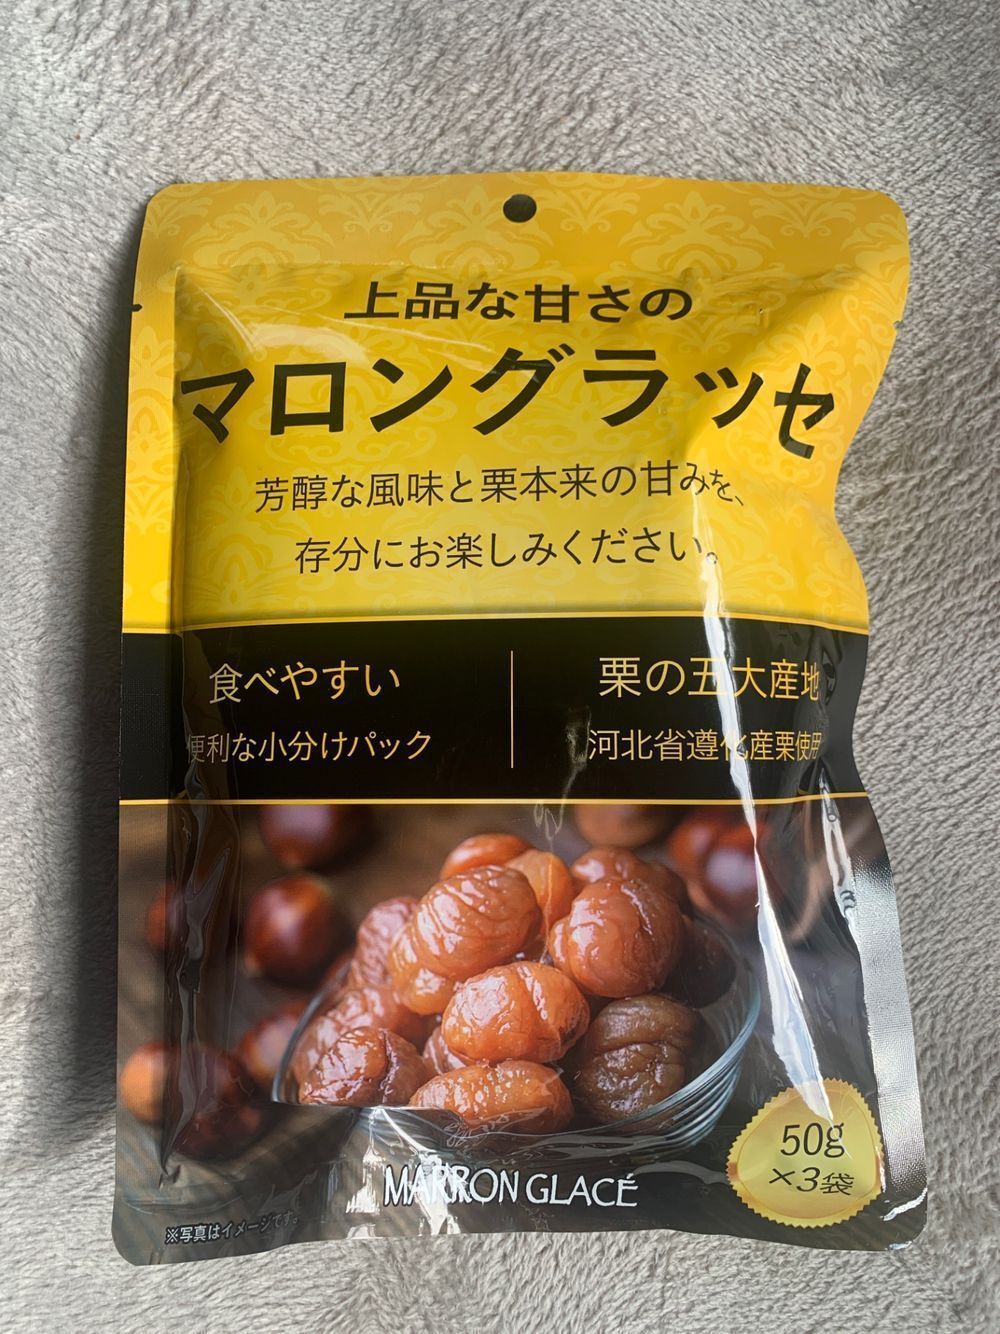 上品な甘さの
マロングラッセ
芳醇な風味と栗本来の甘みを、
存分にお楽しみください。
食べやすい
便利な小分けパック
栗の五大産地
河北省遵化産栗使用
MARRON GLACÉ
50g
×3袋
※写真はイメージです。